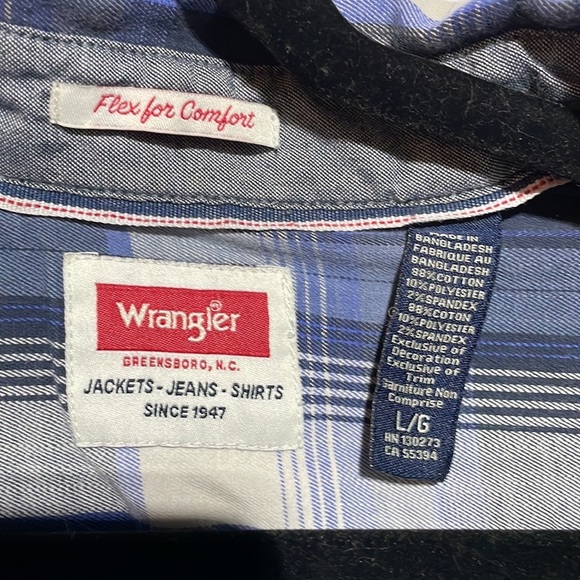 Flex for Comfort
Wrangler
GREENSBORO, N.C.
JACKETS - JEANS - SHIRTS
SINCE 1947
MADE IN
BANGLADESH
FABRIQUE AU
BANGLADESH
88%COTTON
10%POLYESTER
2%SPANDEX
88%COTON
10%POLYESTER
2%SPANDEX
Exclusive of
Decoration
Exclusive of
Trim
Garniture Non
Comprise
L/G
RN 130273
CA 55394